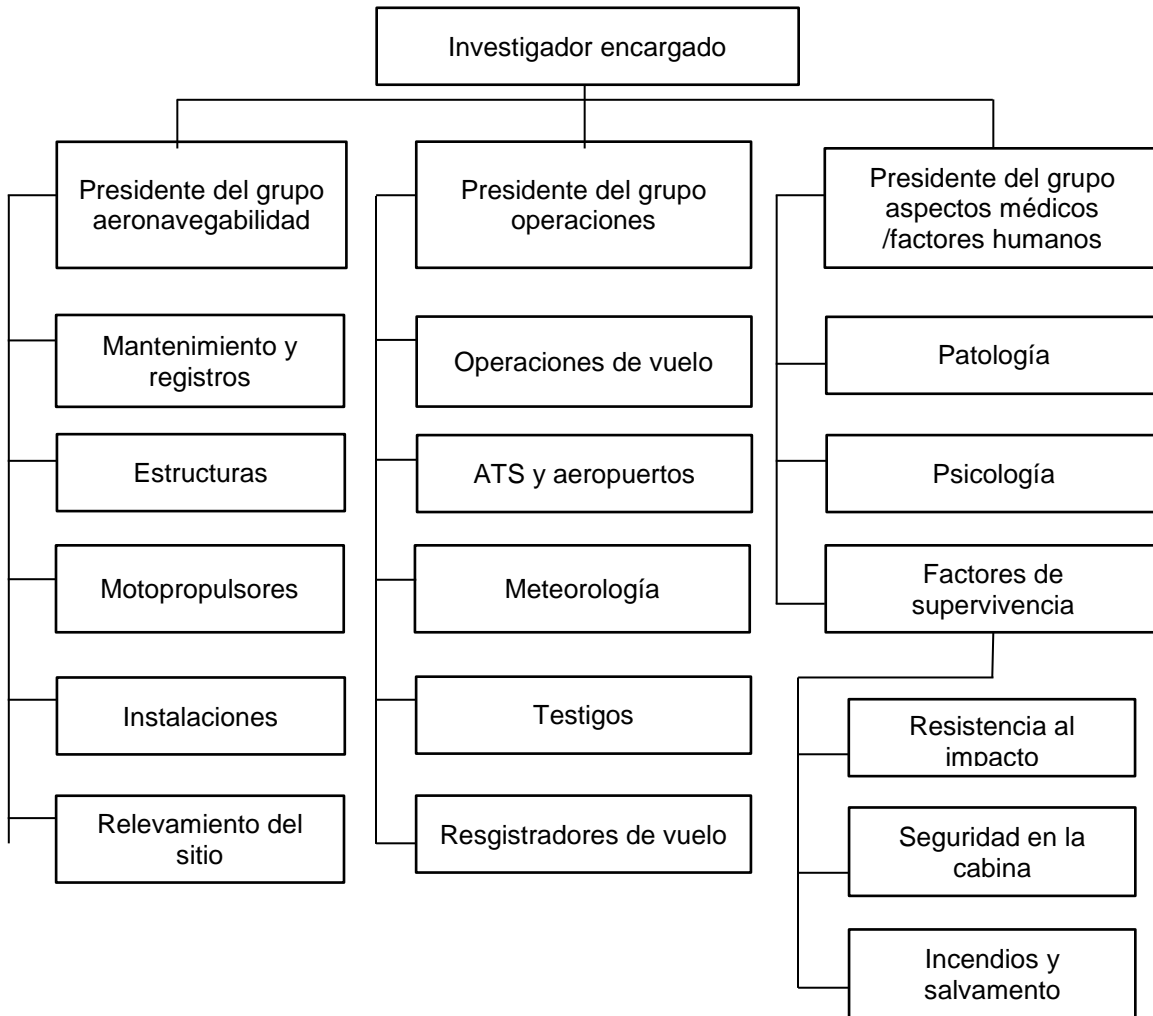 Investigador encargado
Presidente del grupo
aeronavegabilidad
Presidente del grupo
operaciones
Presidente del grupo
aspectos médicos
/factores humanos
Mantenimiento y
registros
Operaciones de vuelo
Patología
Estructuras
ATS y aeropuertos
Psicología
Motopropulsores
Meteorología
Factores de
supervivencia
Instalaciones
Testigos
Resistencia al
impacto
Relevamiento del
sitio
Resgistradores de vuelo
Seguridad en la
cabina
Incendios y
salvamento